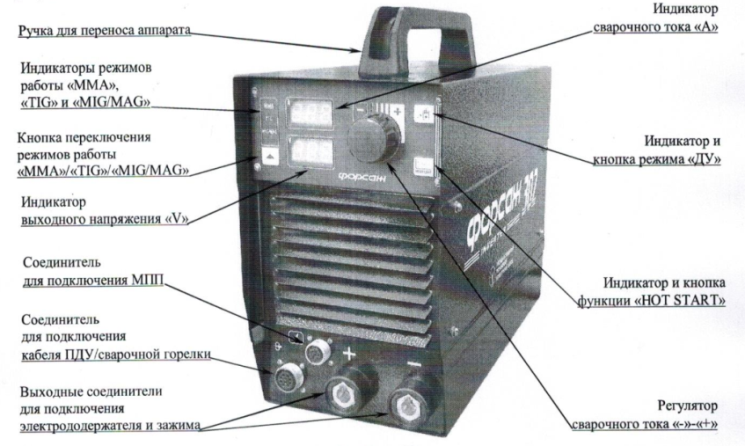 Ручка для переноса аппарата
Индикаторы режимов
работы «ММА»,
«TIG» и «MIG/MAG»
Кнопка переключения
режимов работы
«ММА»/«TIG»/«MIG/MAG»
Индикатор
выходного напряжения «V»
Соединитель
для подключения МПП
Соединитель
для подключения
кабеля ПДУ/сварочной горелки
Выходные соединители
для подключения
электрододержателя и зажима
Индикатор
сварочного тока «А»
Индикатор и
кнопка режима «ДУ»
Индикатор и кнопка
функции «HOT START»
Регулятор
сварочного тока «-»-«+»
+
форсаж
форсаж 302
+
−